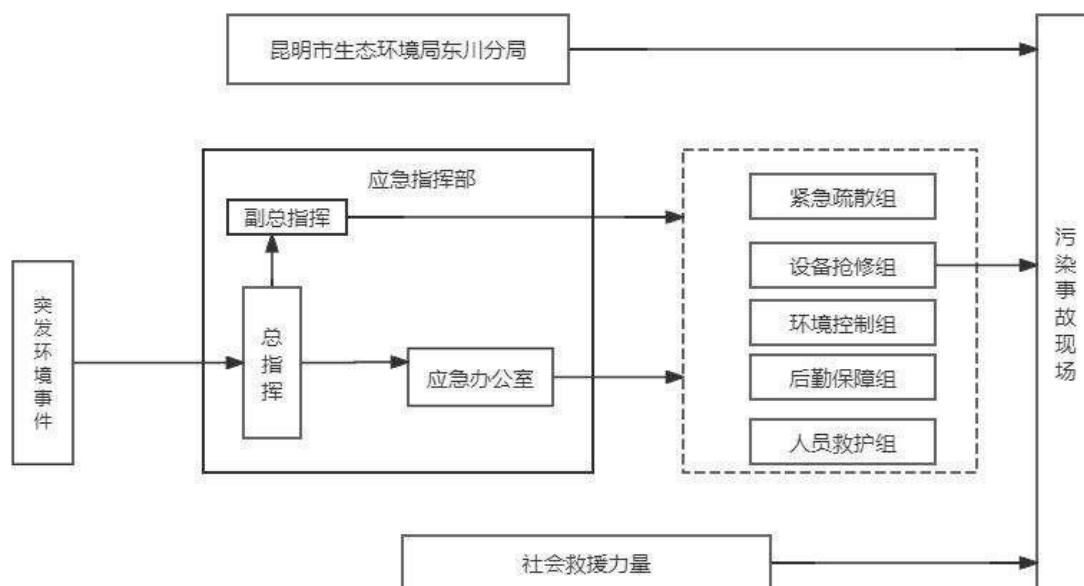 昆明市生态环境局东川分局
应急指挥部
副总指挥
突发环境事件
总指挥
应急办公室
紧急疏散组
设备抢修组
环境控制组
后勤保障组
人员救护组
污染事故现场
社会救援力量